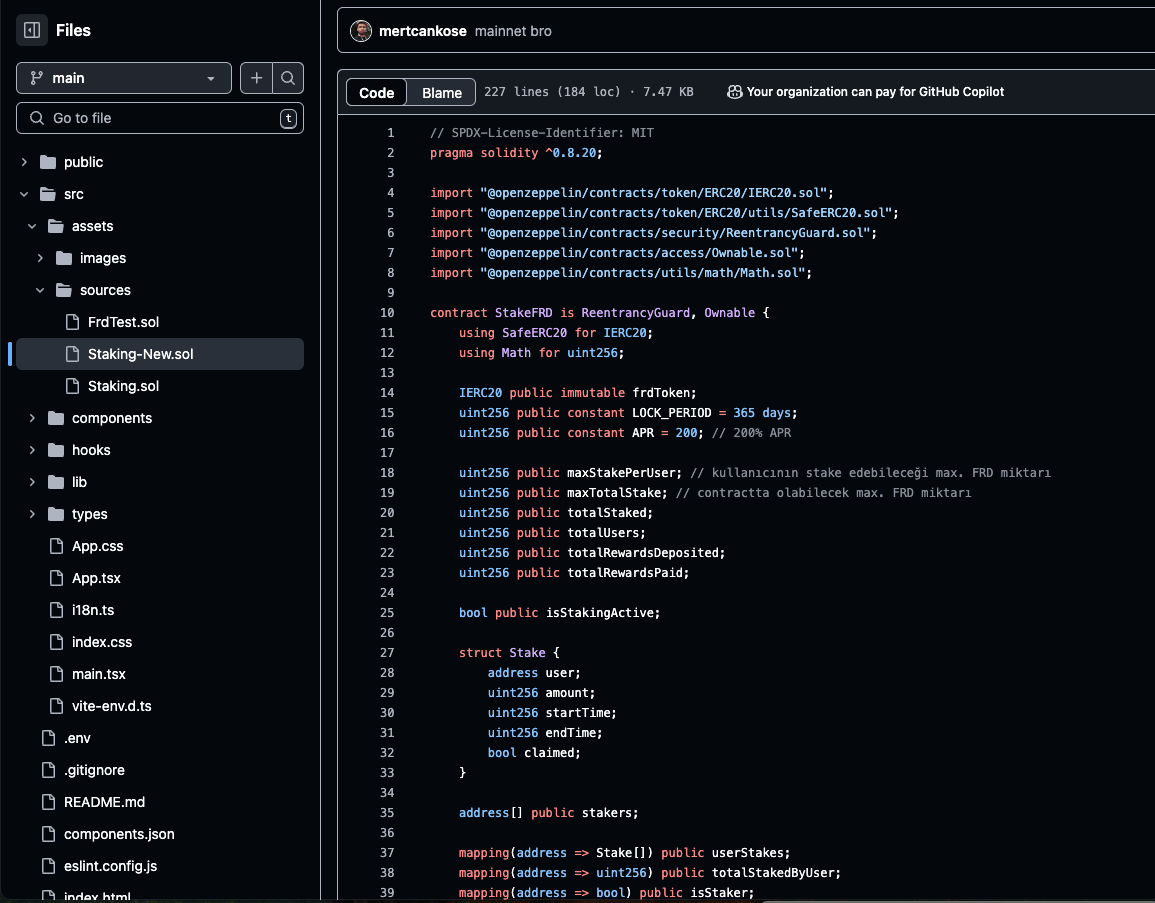 Files
main
Go to file
t
public
src
assets
images
sources
FrdTest.sol
Staking-New.sol
Staking.sol
components
hooks
lib
types
App.css
App.tsx
i18n.ts
index.css
main.tsx
vite-env.d.ts
.env
.gitignore
README.md
components.json
eslint.config.js
index.html
mertcankose mainnet bro
Code Blame 227 lines (184 loc) · 7.47 KB Your organization can pay for GitHub Copilot
1 // SPDX-License-Identifier: MIT
2 pragma solidity ^0.8.20;
3
4 import "@openzeppelin/contracts/token/ERC20/IERC20.sol";
5 import "@openzeppelin/contracts/token/ERC20/utils/SafeERC20.sol";
6 import "@openzeppelin/contracts/security/ReentrancyGuard.sol";
7 import "@openzeppelin/contracts/access/Ownable.sol";
8 import "@openzeppelin/contracts/utils/math/Math.sol";
9
10 contract StakeFRD is ReentrancyGuard, Ownable {
11 using SafeERC20 for IERC20;
12 using Math for uint256;
13
14 IERC20 public immutable frdToken;
15 uint256 public constant LOCK_PERIOD = 365 days;
16 uint256 public constant APR = 200; // 200% APR
17
18 uint256 public maxStakePerUser; // kullanıcının stake edebileceği max. FRD miktarı
19 uint256 public maxTotalStake; // contractta olabilecek max. FRD miktarı
20 uint256 public totalStaked;
21 uint256 public totalUsers;
22 uint256 public totalRewardsDeposited;
23 uint256 public totalRewardsPaid;
24
25 bool public isStakingActive;
26
27 struct Stake {
28 address user;
29 uint256 amount;
30 uint256 startTime;
31 uint256 endTime;
32 bool claimed;
33 }
34
35 address[] public stakers;
36
37 mapping(address => Stake[]) public userStakes;
38 mapping(address => uint256) public totalStakedByUser;
39 mapping(address => bool) public isStaker;